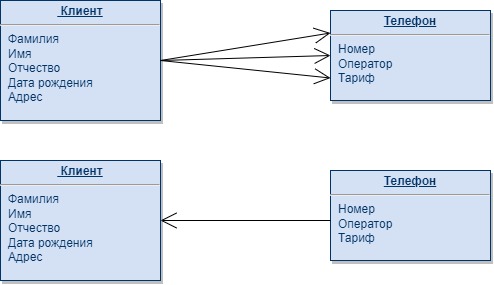 Клиент
Фамилия
Имя
Отчество
Дата рождения
Адрес
Телефон
Номер
Оператор
Тариф
Клиент
Фамилия
Имя
Отчество
Дата рождения
Адрес
Телефон
Номер
Оператор
Тариф